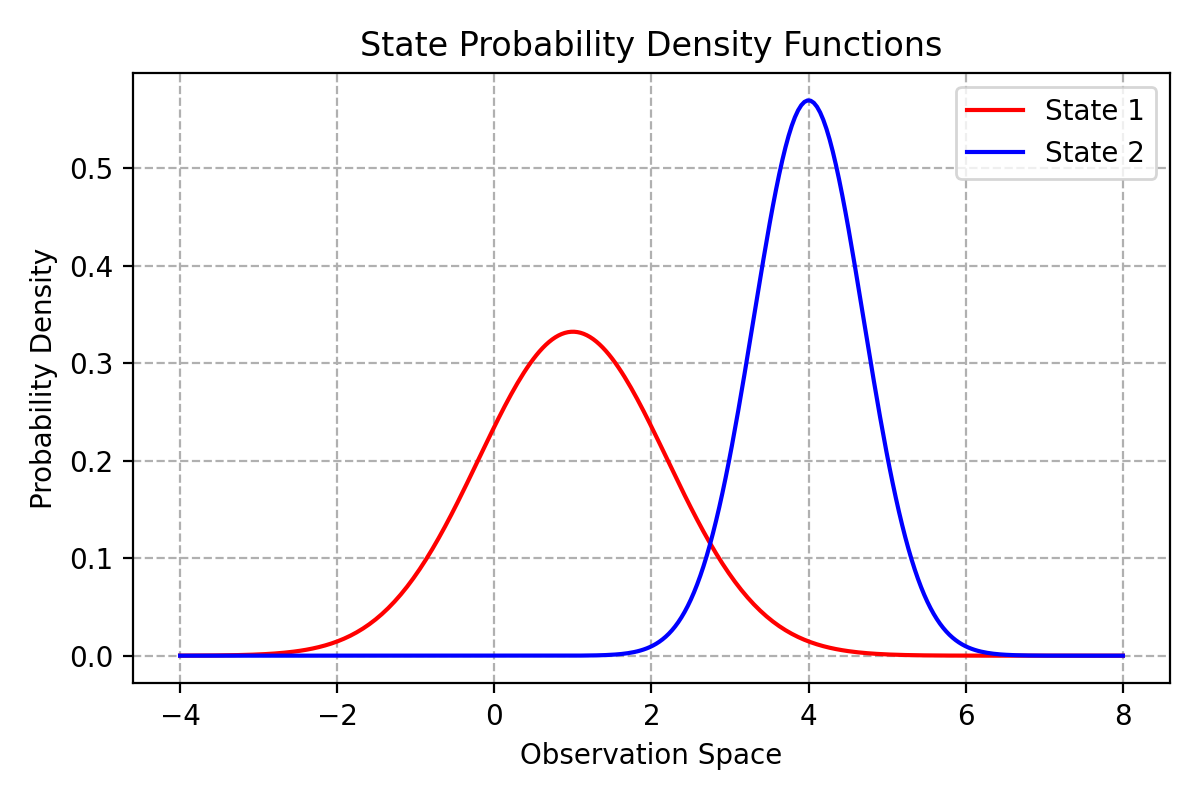 State Probability Density Functions
State 1
State 2
Probability Density
0.5
0.4
0.3
0.2
0.1
0.0
−4
−2
0
2
4
6
8
Observation Space